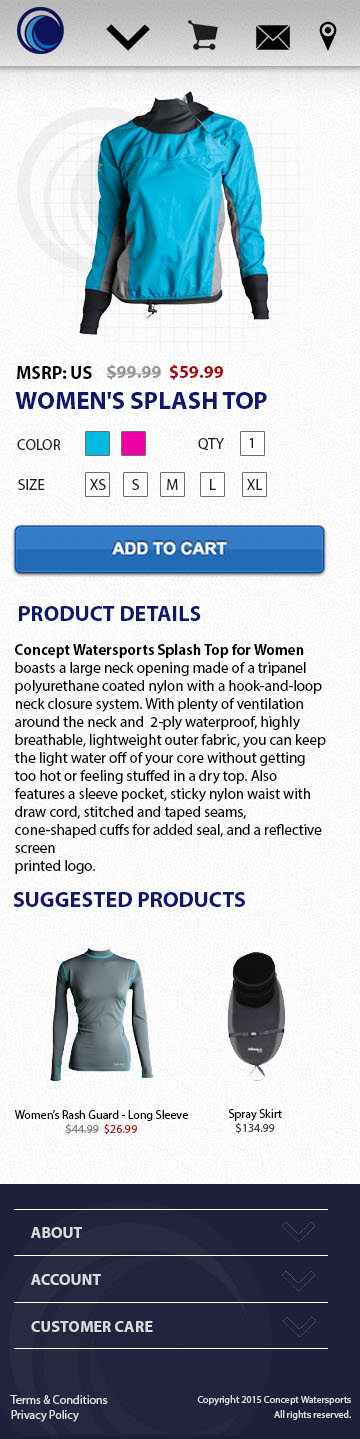 MSRP: US $99.99 $59.99
WOMEN'S SPLASH TOP
COLOR QTY 1
SIZE XS S M L XL
ADD TO CART
PRODUCT DETAILS
Concept Watersports Splash Top for Women
boasts a large neck opening made of a tripanel
polyurethane coated nylon with a hook-and-loop
neck closure system. With plenty of ventilation
around the neck and  2-ply waterproof, highly
breathable, lightweight outer fabric, you can keep
the light water off of your core without getting
too hot or feeling stuffed in a dry top. Also
features a sleeve pocket, sticky nylon waist with
draw cord, stitched and taped seams,
cone-shaped cuffs for added seal, and a reflective
screen
printed logo.
SUGGESTED PRODUCTS
Women's Rash Guard - Long Sleeve
$44.99 $26.99
Spray Skirt
$134.99
ABOUT
ACCOUNT
CUSTOMER CARE
Terms & Conditions
Privacy Policy
Copyright 2015 Concept Watersports
All rights reserved.